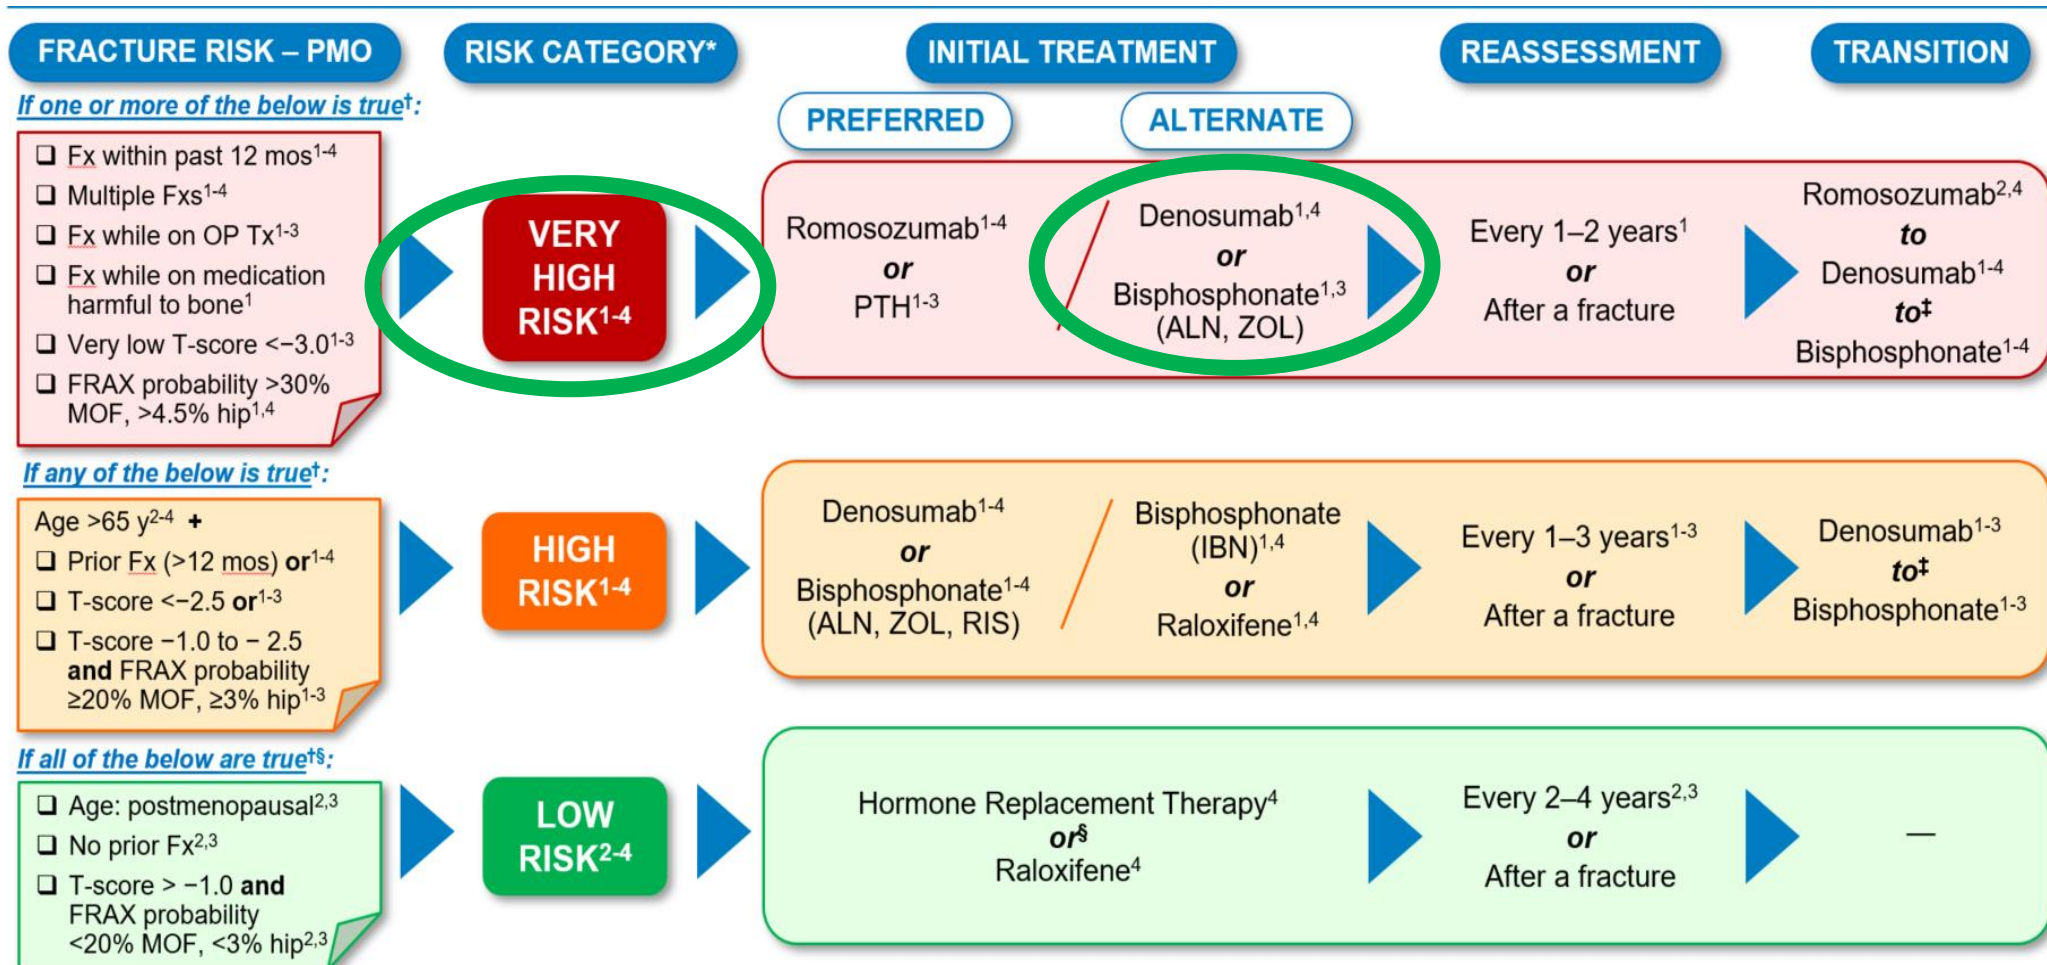 FRACTURE RISK – PMO
RISK CATEGORY*
INITIAL TREATMENT
REASSESSMENT
TRANSITION
PREFERRED
ALTERNATE
If one or more of the below is true†:
❑ Fx within past 12 mos1-4
❑ Multiple Fxs1-4
❑ Fx while on OP Tx1-3
❑ Fx while on medication
harmful to bone1
❑ Very low T-score <−3.01-3
❑ FRAX probability >30%
MOF, >4.5% hip1,4
VERY
HIGH
RISK1-4
Romosozumab1-4
or
PTH1-3
Denosumab1,4
or
Bisphosphonate1,3
(ALN, ZOL)
Every 1–2 years1
or
After a fracture
Romosozumab2,4
to
Denosumab1-4
to‡
Bisphosphonate1-4
If any of the below is true†:
Age >65 y2-4 +
❑ Prior Fx (>12 mos) or1-4
❑ T-score <−2.5 or1-3
❑ T-score −1.0 to − 2.5
and FRAX probability
≥20% MOF, ≥3% hip1-3
HIGH
RISK1-4
Denosumab1-4
or
Bisphosphonate1-4
(ALN, ZOL, RIS)
Bisphosphonate
(IBN)1,4
or
Raloxifene1,4
Every 1–3 years1-3
or
After a fracture
Denosumab1-3
to‡
Bisphosphonate1-3
If all of the below are true†§:
❑ Age: postmenopausal2,3
❑ No prior Fx2,3
❑ T-score > −1.0 and
FRAX probability
<20% MOF, <3% hip2,3
LOW
RISK2-4
Hormone Replacement Therapy4
or§
Raloxifene4
Every 2–4 years2,3
or
After a fracture
—